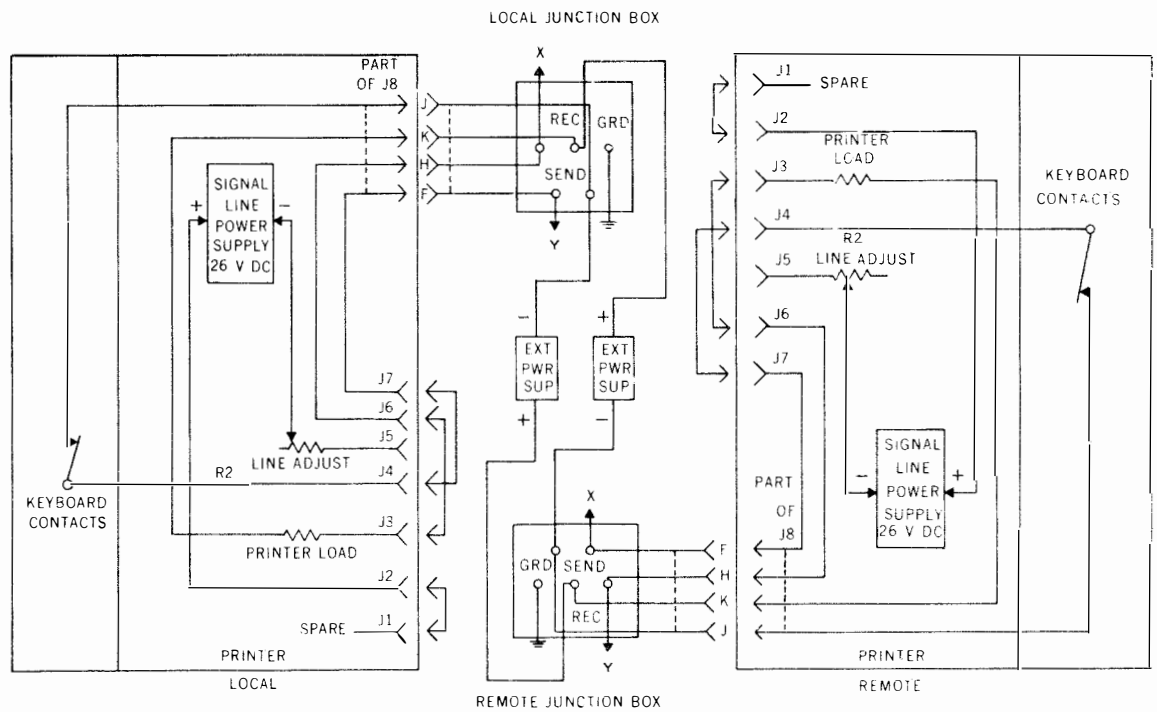 LOCAL JUNCTION BOX
PART
OF J8
J
K
H
F
X
REC
GRD
SEND
Y
+
SIGNAL
LINE
POWER
SUPPLY
26 V DC
-
J7
J6
J5
LINE ADJUST
R2
J4
KEYBOARD
CONTACTS
J3
PRINTER LOAD
J2
J1
SPARE
PRINTER
LOCAL
-
EXT
PWR
SUP
+
+
EXT
PWR
SUP
-
X
GRD
SEND
REC
Y
REMOTE JUNCTION BOX
F
H
K
J
PART
OF
J8
J1
SPARE
J2
PRINTER
LOAD
J3
J4
R2
LINE ADJUST
J5
J6
J7
KEYBOARD
CONTACTS
-
SIGNAL
LINE
POWER
SUPPLY
26 V DC
+
PRINTER
REMOTE